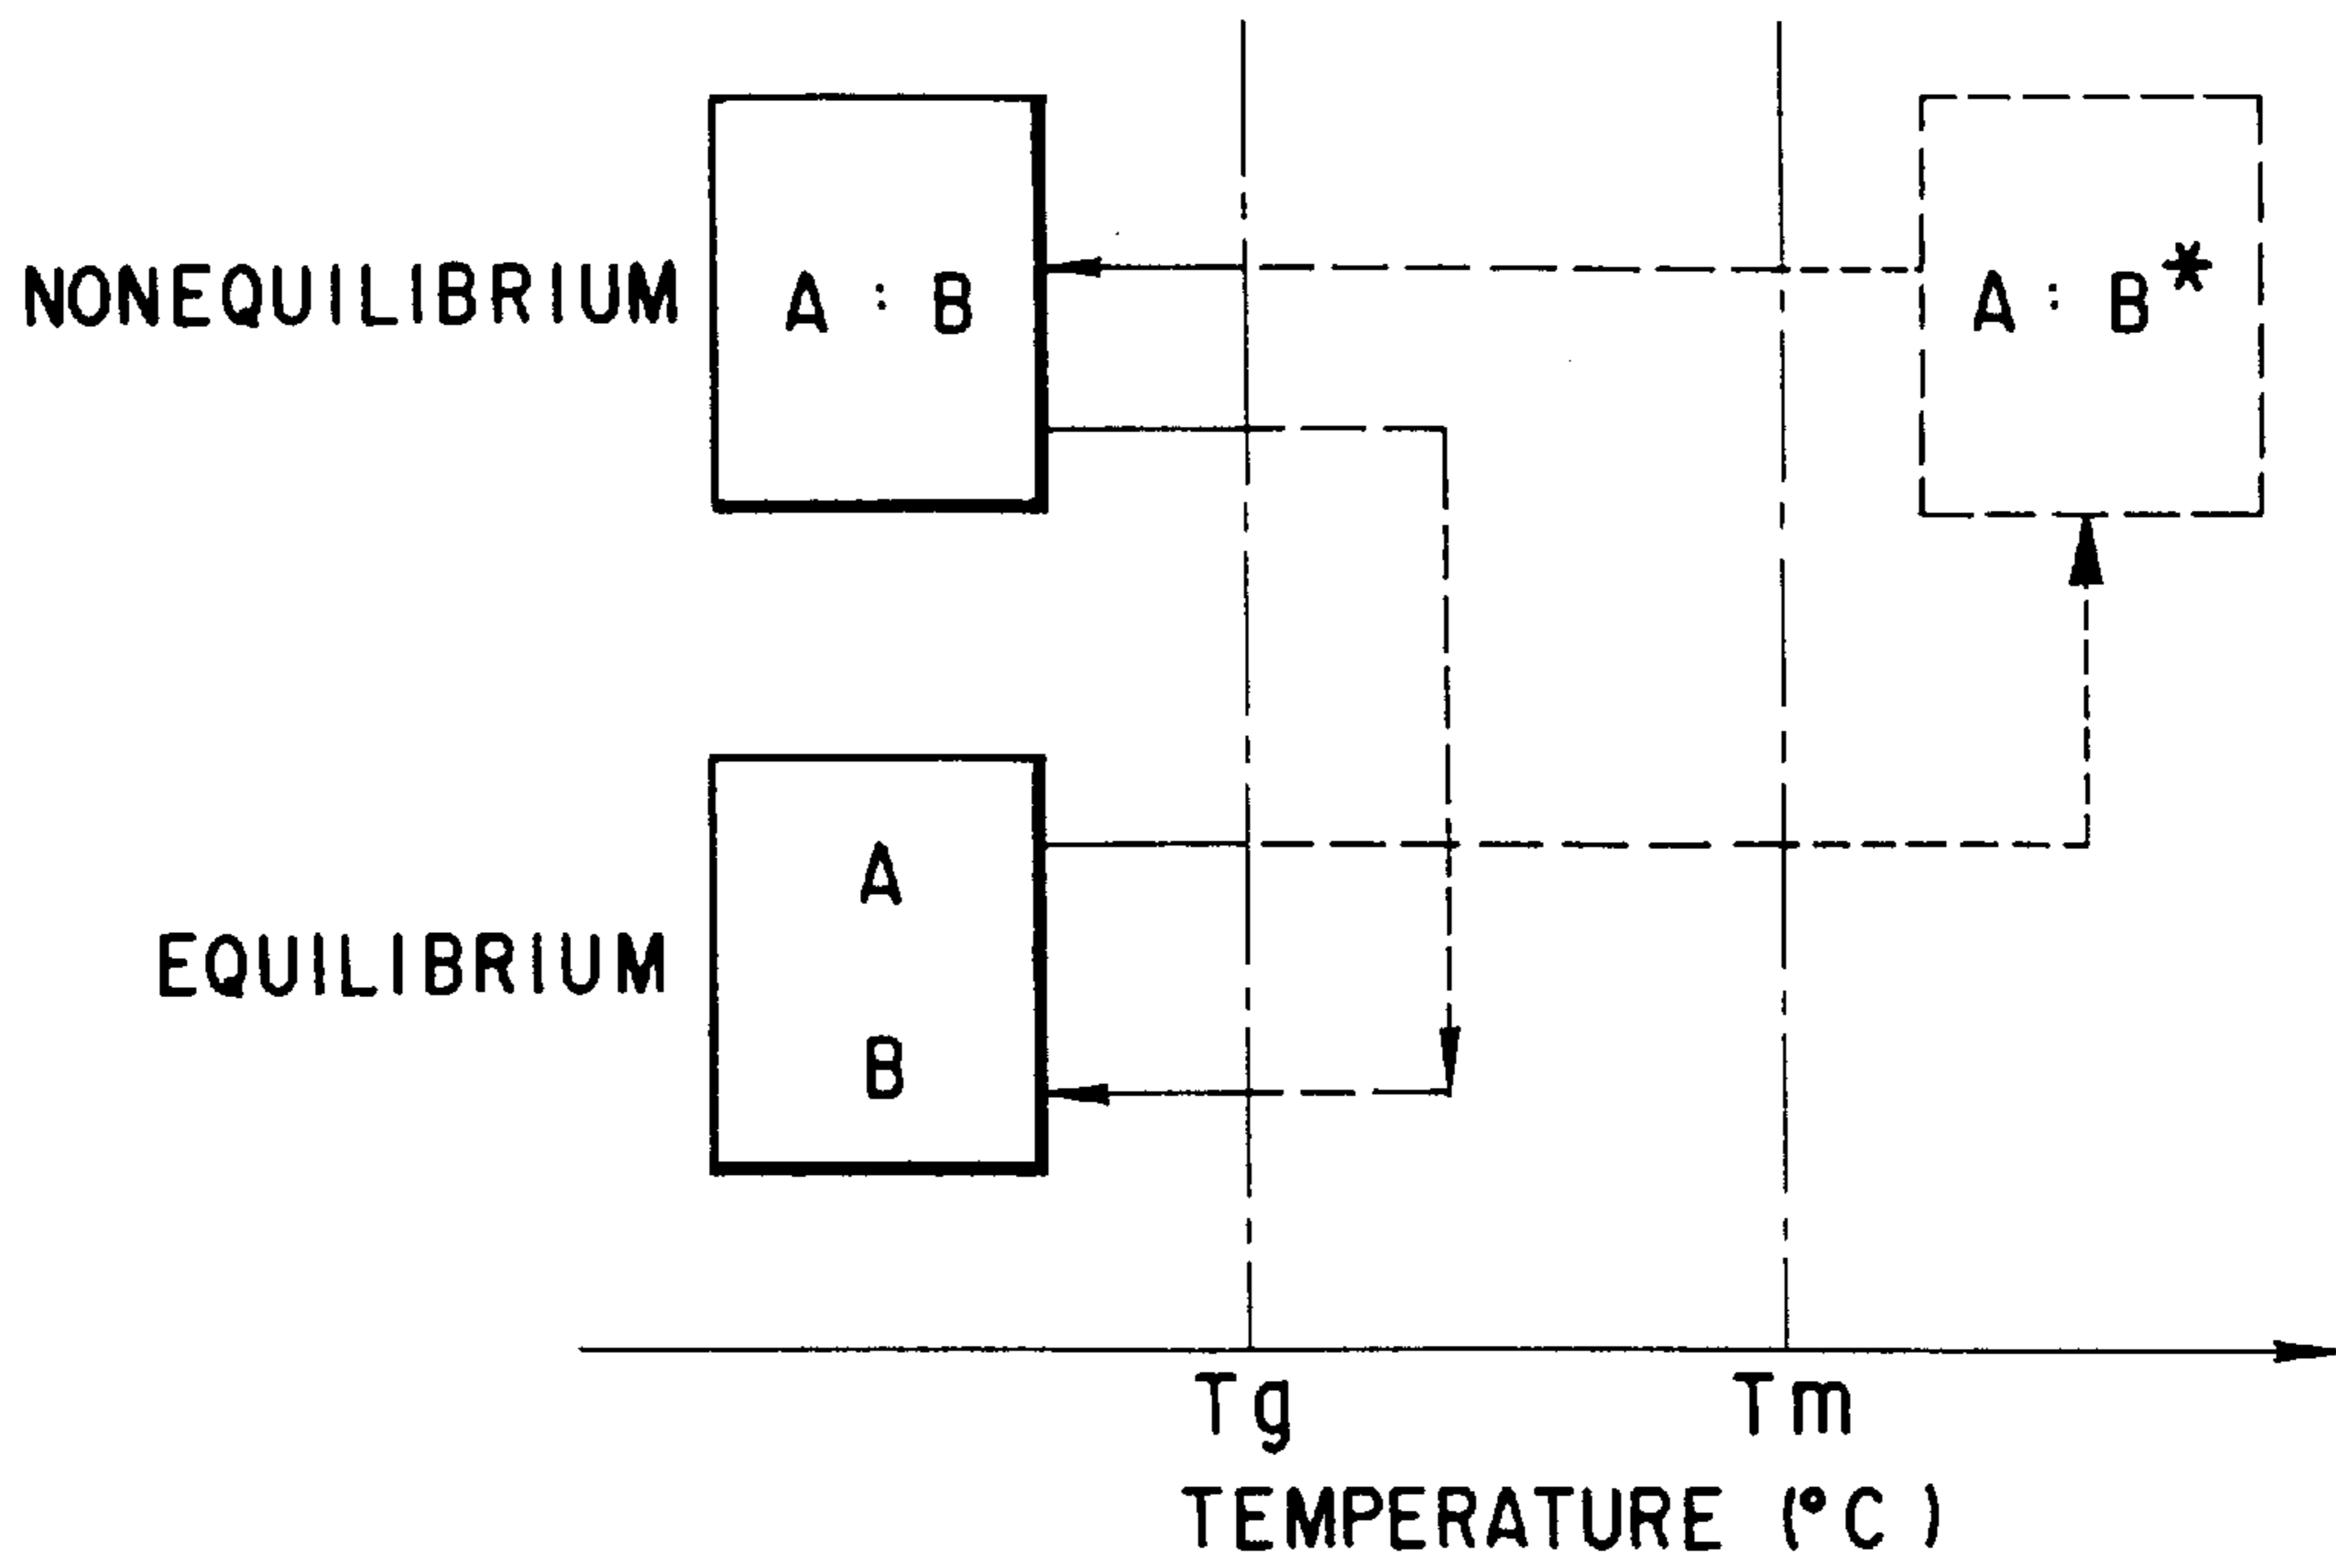 NONEQUILIBRIUM
A : B
A : B*
EQUILIBRIUM
A
B
Tg
Tm
TEMPERATURE (°C)